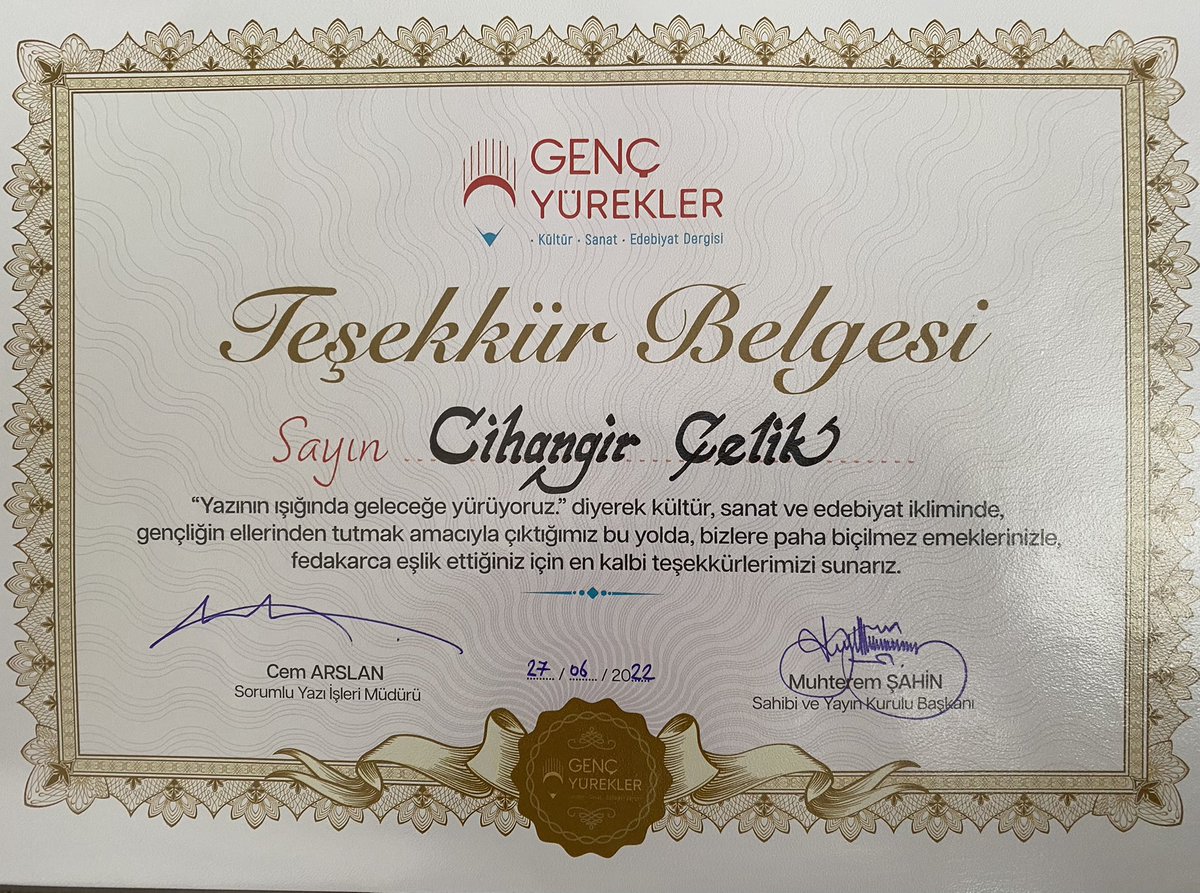 GENÇ
YÜREKLER
· Kültür · Sanat · Edebiyat Dergisi
Teşekkür Belgesi
Sayın Cihangir Çelik
“Yazının ışığında geleceğe yürüyoruz.” diyerek kültür, sanat ve edebiyat ikliminde,
gençliğin ellerinden tutmak amacıyla çıktığımız bu yolda, bizlere paha biçilmez emeklerinizle,
fedakarca eşlik ettiğiniz için en kalbi teşekkürlerimizi sunarız.
Cem ARSLAN
Sorumlu Yazı İşleri Müdürü
27 / 06 / 2022
Muhterem ŞAHİN
Sahibi ve Yayın Kurulu Başkanı
GENÇ
YÜREKLER